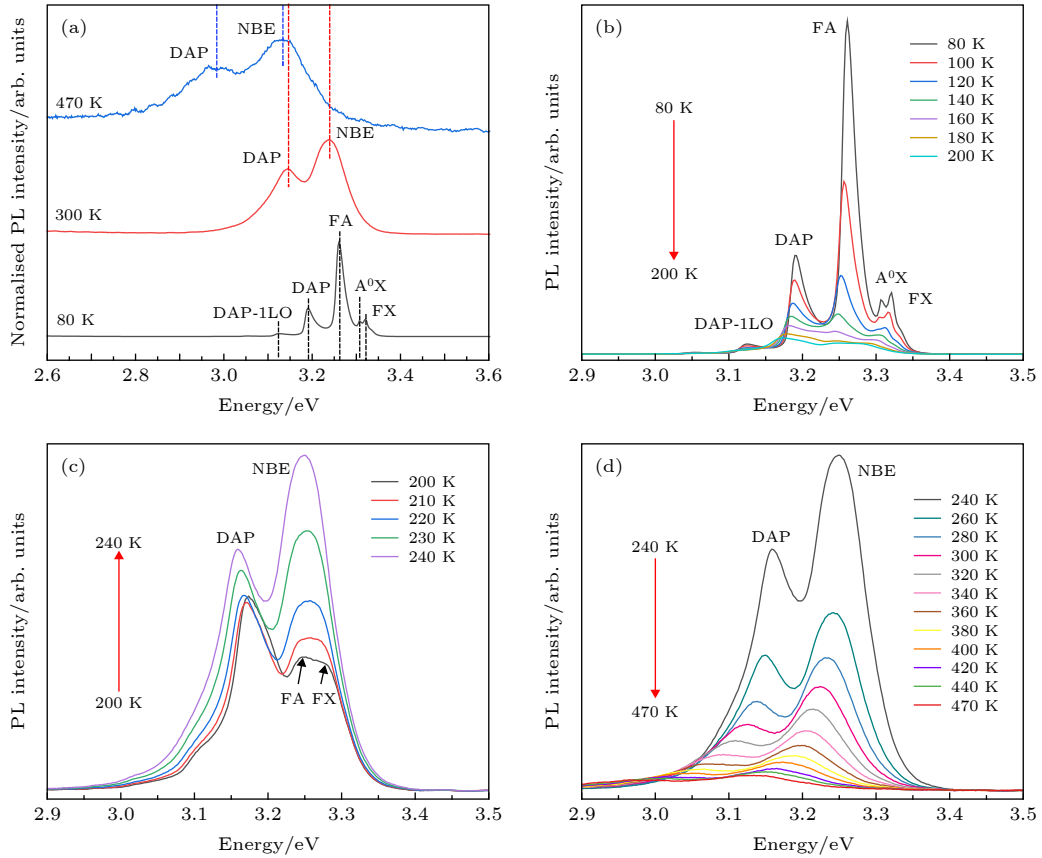 (a)
NBE
DAP
470 K
NBE
DAP
300 K
FA
A⁰X
DAP
DAP-1LO
FX
80 K
2.6 2.8 3.0 3.2 3.4 3.6
Energy/eV
Normalised PL intensity/arb. units
(b)
FA
80 K
100 K
120 K
140 K
160 K
180 K
200 K
80 K
200 K
DAP
A⁰X
FX
DAP-1LO
2.9 3.0 3.1 3.2 3.3 3.4 3.5
Energy/eV
PL intensity/arb. units
(c)
NBE
200 K
210 K
220 K
230 K
240 K
240 K
DAP
200 K
FA FX
2.9 3.0 3.1 3.2 3.3 3.4 3.5
Energy/eV
PL intensity/arb. units
(d)
NBE
240 K
260 K
280 K
300 K
320 K
340 K
360 K
380 K
400 K
420 K
440 K
470 K
DAP
240 K
470 K
2.9 3.0 3.1 3.2 3.3 3.4 3.5
Energy/eV
PL intensity/arb. units